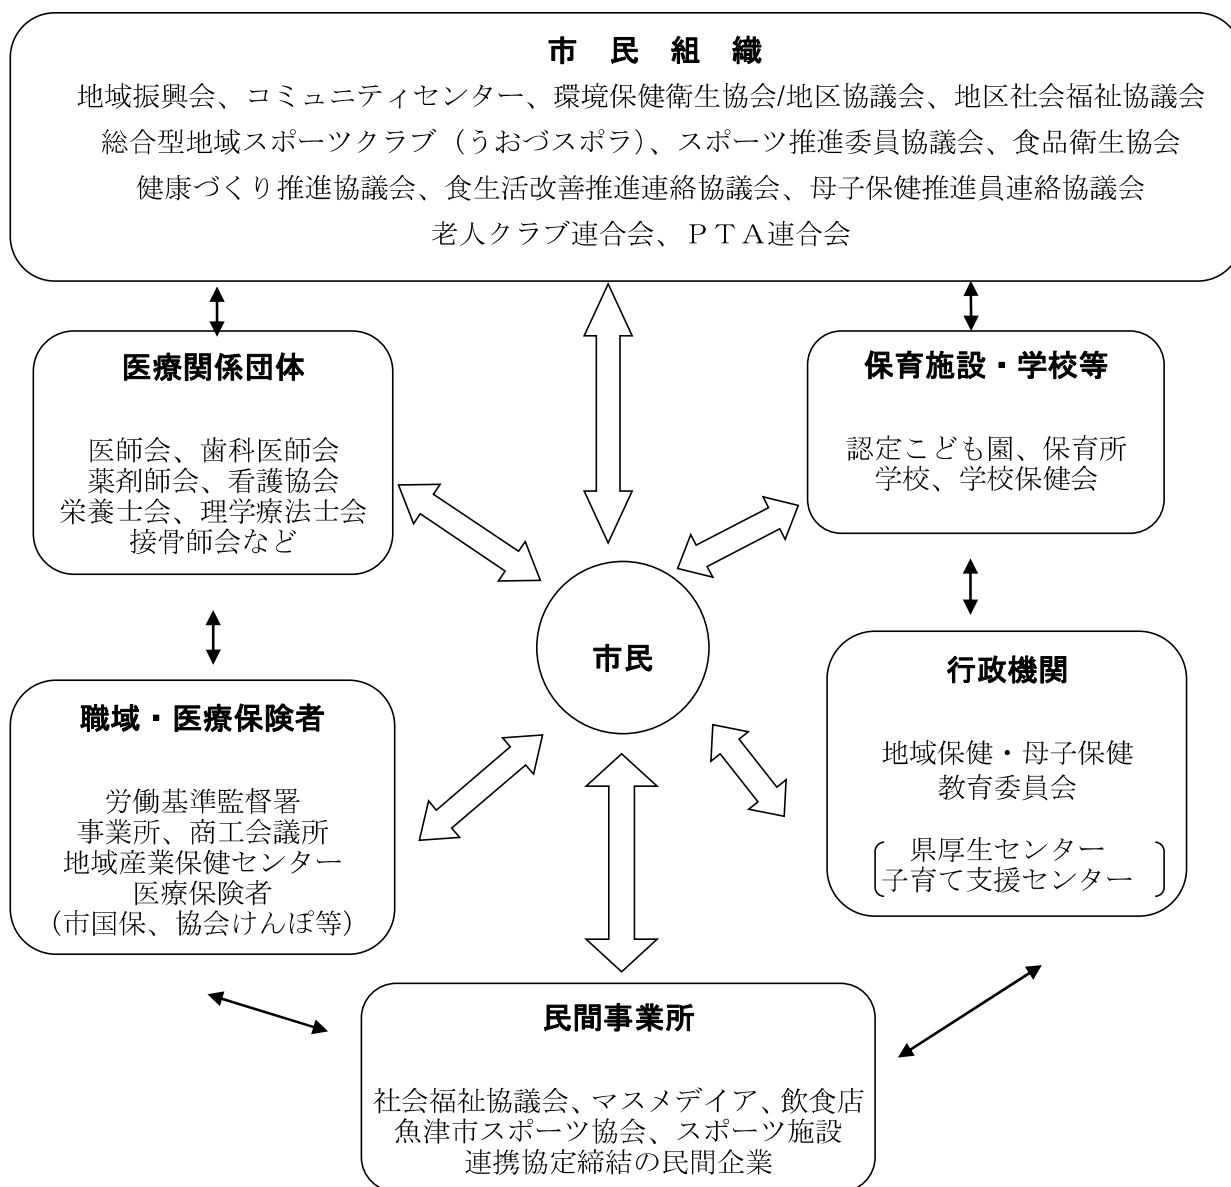 市 民 組 織
地域振興会、コミュニティセンター、環境保健衛生協会/地区協議会、地区社会福祉協議会
総合型地域スポーツクラブ（うおづスポラ）、スポーツ推進委員協議会、食品衛生協会
健康づくり推進協議会、食生活改善推進連絡協議会、母子保健推進員連絡協議会
老人クラブ連合会、ＰＴＡ連合会
医療関係団体
医師会、歯科医師会
薬剤師会、看護協会
栄養士会、理学療法士会
接骨師会など
保育施設・学校等
認定こども園、保育所
学校、学校保健会
市民
職域・医療保険者
労働基準監督署
事業所、商工会議所
地域産業保健センター
医療保険者
（市国保、協会けんぽ等）
行政機関
地域保健・母子保健
教育委員会
県厚生センター
子育て支援センター
民間事業所
社会福祉協議会、マスメデイア、飲食店
魚津市スポーツ協会、スポーツ施設
連携協定締結の民間企業